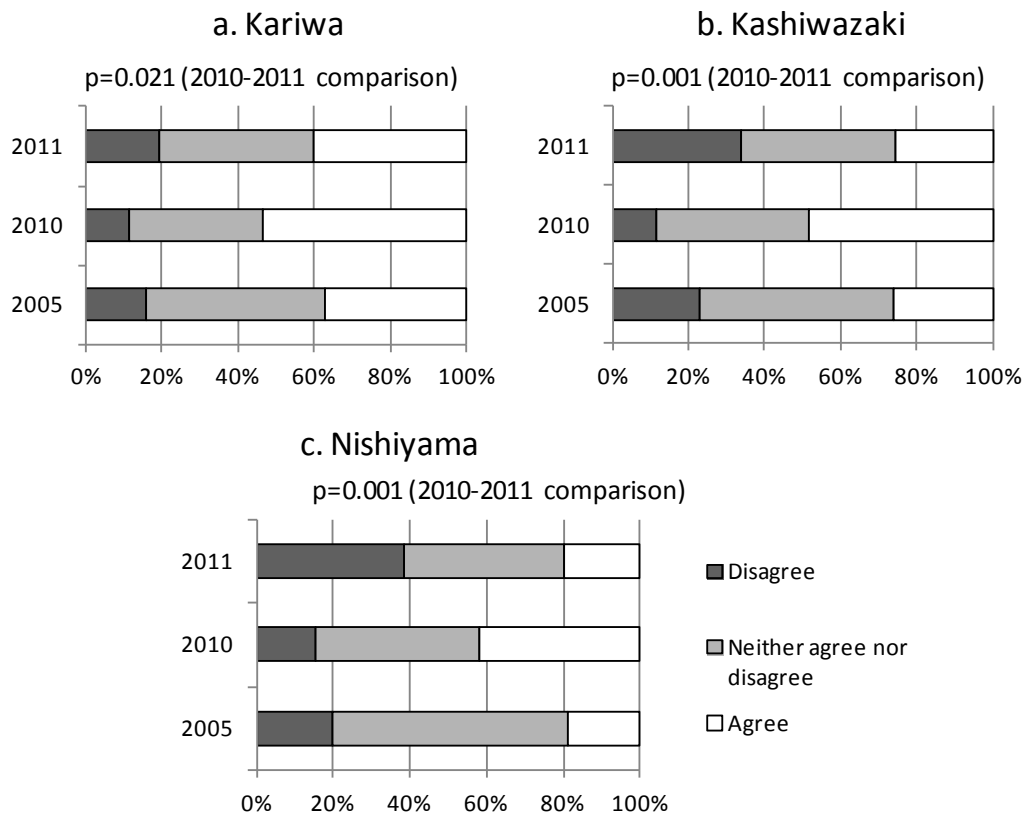 a. Kariwa
p=0.021 (2010-2011 comparison)
2011
2010
2005
0% 20% 40% 60% 80% 100%
b. Kashiwazaki
p=0.001 (2010-2011 comparison)
2011
2010
2005
0% 20% 40% 60% 80% 100%
c. Nishiyama
p=0.001 (2010-2011 comparison)
2011
2010
2005
0% 20% 40% 60% 80% 100%
Disagree
Neither agree nor
disagree
Agree